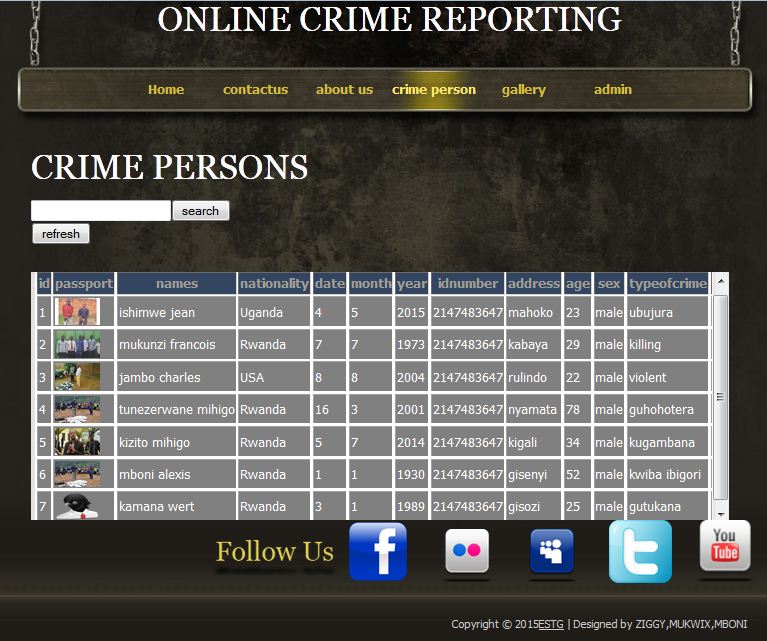 ONLINE CRIME REPORTING
Home contactus about us crime person gallery admin
CRIME PERSONS
search
refresh
id passport names nationality date month year idnumber address age sex typeofcrime
1 ishimwe jean Uganda 4 5 2015 2147483647 mahoko 23 male ubujura
2 mukunzi francois Rwanda 7 7 1973 2147483647 kabaya 29 male killing
3 jambo charles USA 8 8 2004 2147483647 rulindo 22 male violent
4 tunezerwane mihigo Rwanda 16 3 2001 2147483647 nyamata 78 male guhohotera
5 kizito mihigo Rwanda 5 7 2014 2147483647 kigali 34 male kugambana
6 mboni alexis Rwanda 1 1 1930 2147483647 gisenyi 52 male kwiba ibigori
7 kamana wert Rwanda 3 1 1989 2147483647 gisozi 25 male gutukana
Follow Us f t You Tube
Copyright © 2015ESTG | Designed by ZIGGY,MUKWIX,MBONI